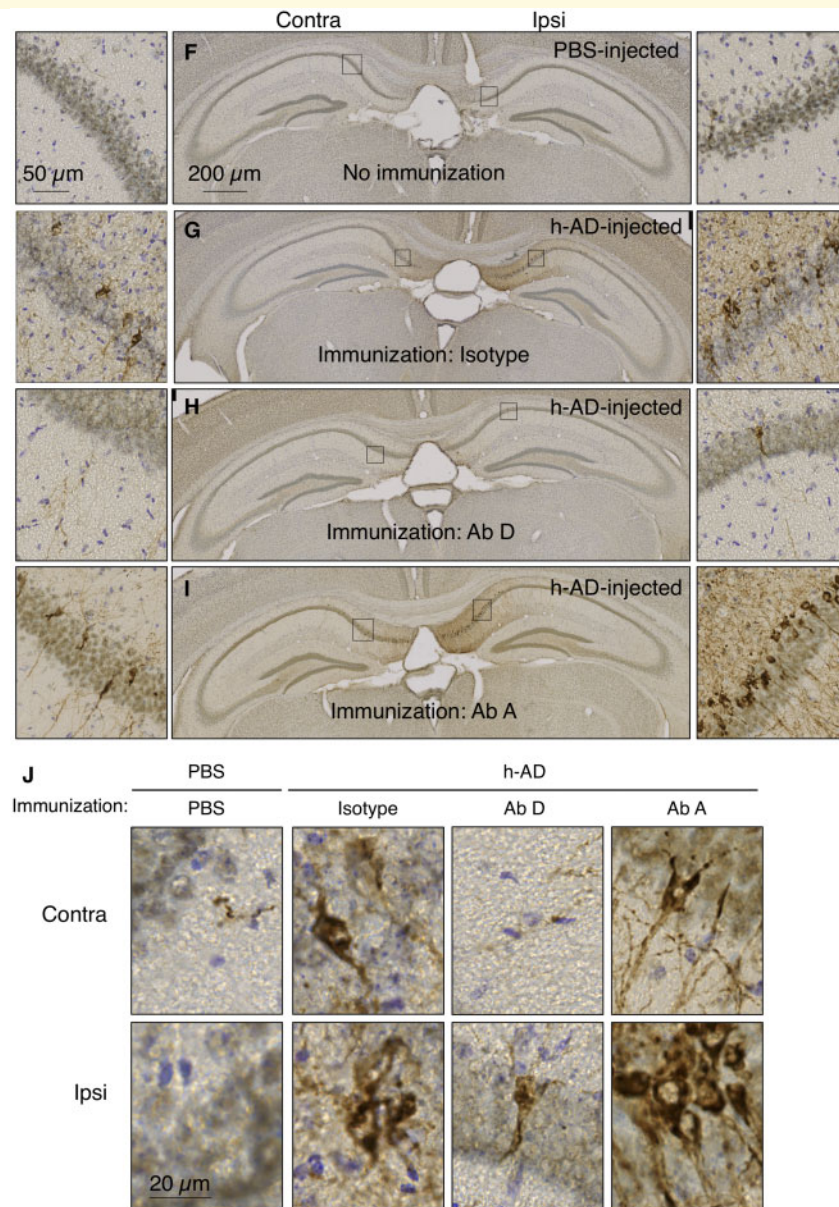 Contra Ipsi
F PBS-injected
50 µm 200 µm No immunization
G h-AD-injected
Immunization: Isotype
H h-AD-injected
Immunization: Ab D
I h-AD-injected
Immunization: Ab A
J PBS h-AD
Immunization: PBS Isotype Ab D Ab A
Contra
Ipsi
20 µm